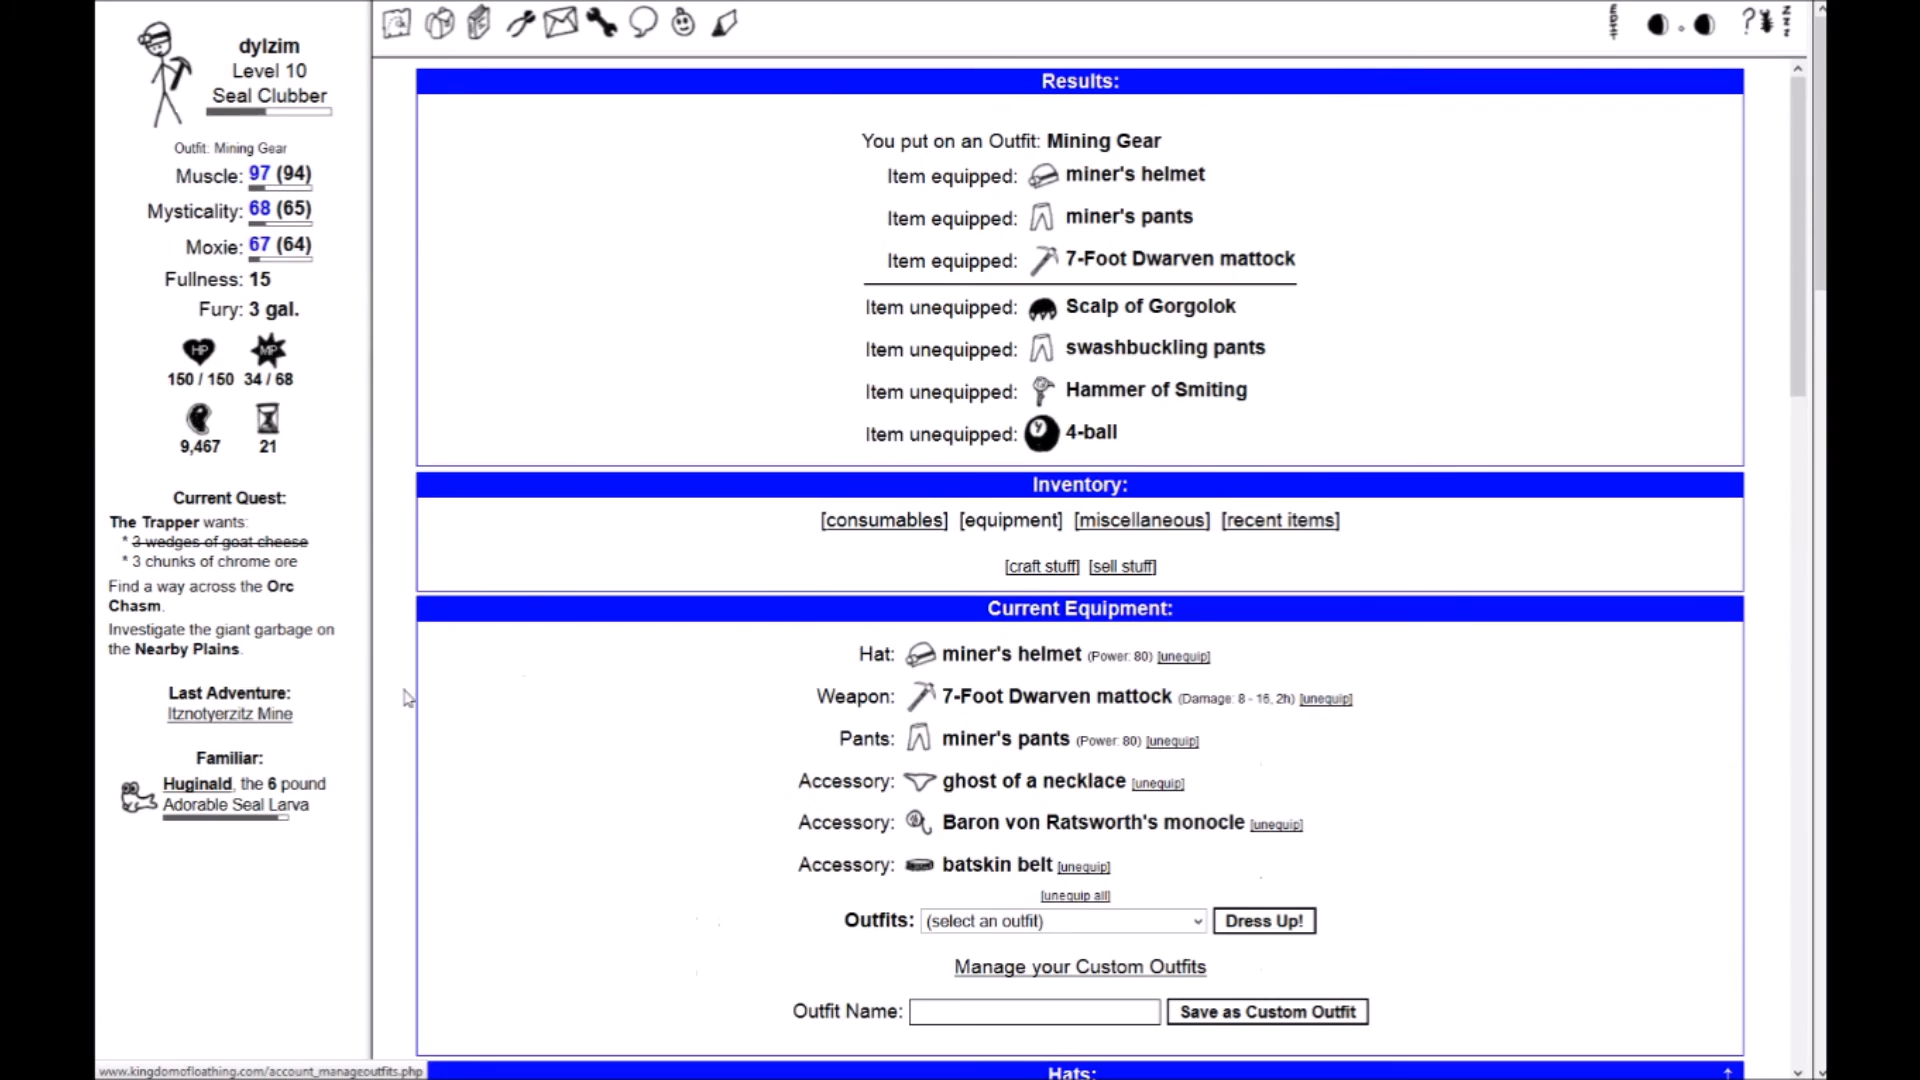 dylzim
Level 10
Seal Clubber
Outfit: Mining Gear
Muscle: 97 (94)
Mysticality: 68 (65)
Moxie: 67 (64)
Fullness: 15
Fury: 3 gal.
HP MP
150 / 150 34 / 68
9,467 21
Current Quest:
The Trapper wants:
* 3 wedges of goat cheese
* 3 chunks of chrome ore
Find a way across the Orc
Chasm.
Investigate the giant garbage on
the Nearby Plains.
Last Adventure:
Itznotyerzitz Mine
Familiar:
Huginald, the 6 pound
Adorable Seal Larva
www.kingdomofloathing.com/account_manageoutfits.php
Results:
You put on an Outfit: Mining Gear
Item equipped: miner's helmet
Item equipped: miner's pants
Item equipped: 7-Foot Dwarven mattock
Item unequipped: Scalp of Gorgolok
Item unequipped: swashbuckling pants
Item unequipped: Hammer of Smiting
Item unequipped: 4-ball
Inventory:
[consumables] [equipment] [miscellaneous] [recent items]
[craft stuff] [sell stuff]
Current Equipment:
Hat: miner's helmet (Power: 80) [unequip]
Weapon: 7-Foot Dwarven mattock (Damage: 8 - 16, 2h) [unequip]
Pants: miner's pants (Power: 80) [unequip]
Accessory: ghost of a necklace [unequip]
Accessory: Baron von Ratsworth's monocle [unequip]
Accessory: batskin belt [unequip]
[unequip all]
Outfits: (select an outfit) Dress Up!
Manage your Custom Outfits
Outfit Name: Save as Custom Outfit
Hats: ↑